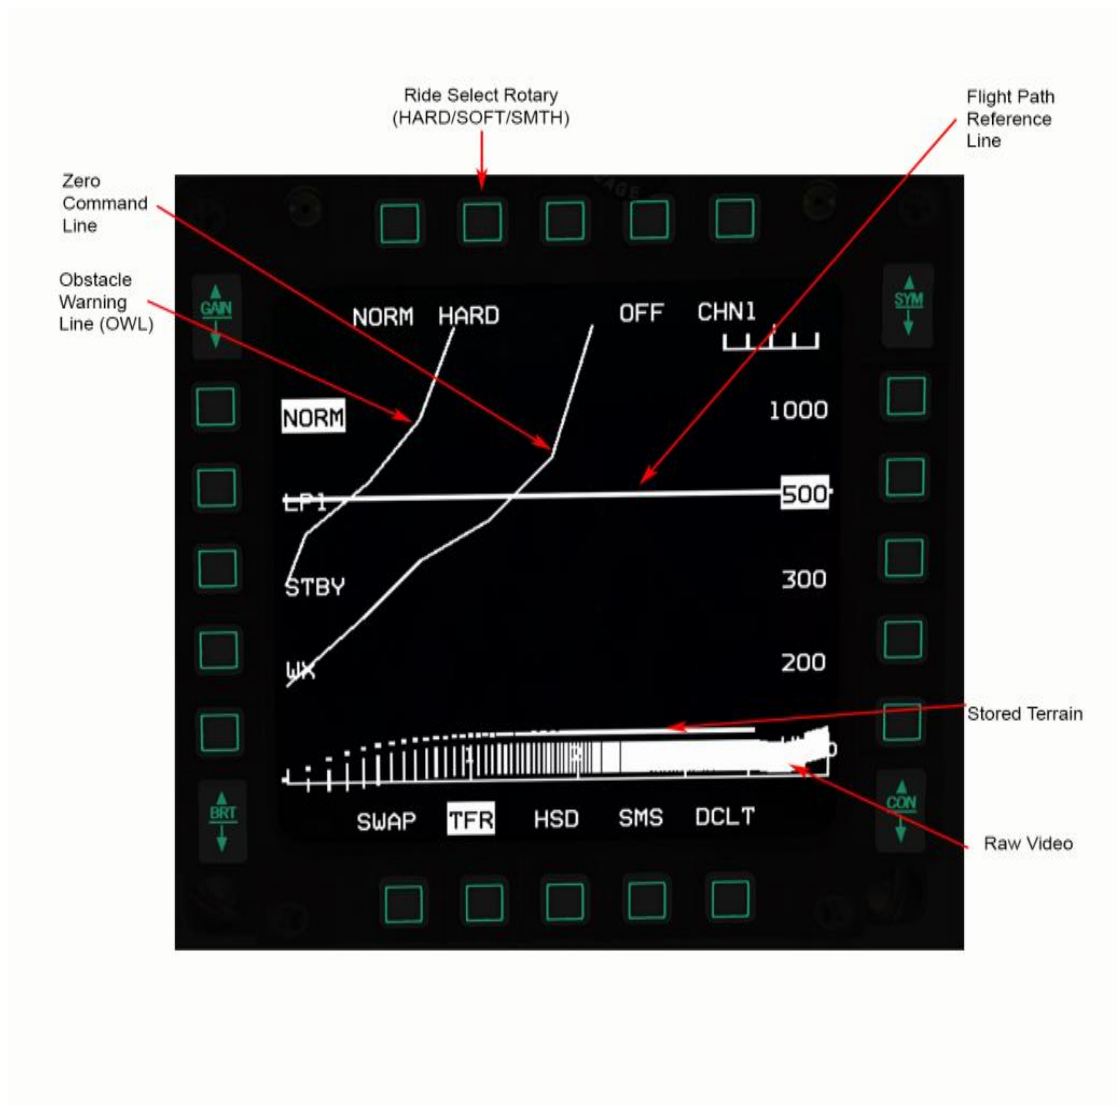 Ride Select Rotary
(HARD/SOFT/SMTH)
Flight Path
Reference
Line
Zero
Command
Line
Obstacle
Warning
Line (OWL)
GAIN
SYM
NORM HARD OFF CHN1
NORM
1000
LP1
500
STBY
300
WX
200
Stored Terrain
1
BRT
CON
SWAP TFR HSD SMS DCLT
Raw Video